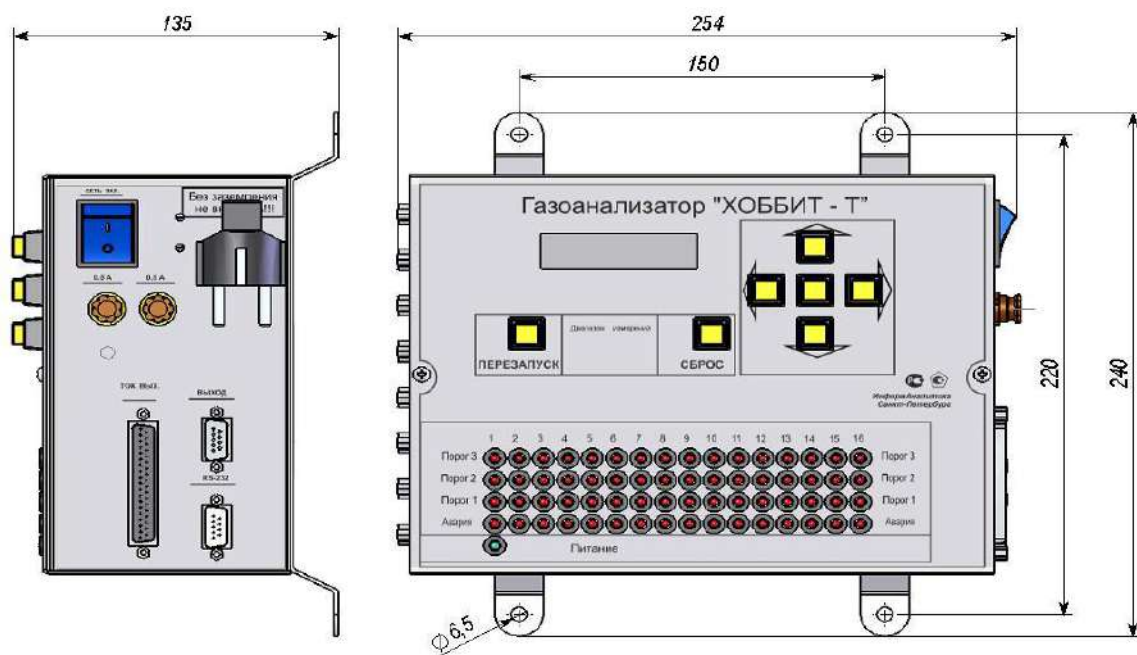 135
254
150
СЕТЬ ВКЛ.
Без заземления
не в !!!
0,5 А
0,5 А
ТОК ВЫХ.
ВЫХОД
RS-232
Газоанализатор "ХОББИТ - Т"
Диапазон измерений
ПЕРЕЗАПУСК
СБРОС
ИнформАналитика
Санкт-Петербург
1 2 3 4 5 6 7 8 9 10 11 12 13 14 15 16
Порог 3 Порог 3
Порог 2 Порог 2
Порог 1 Порог 1
Авария Авария
Питание
220
240
Ø 6,5